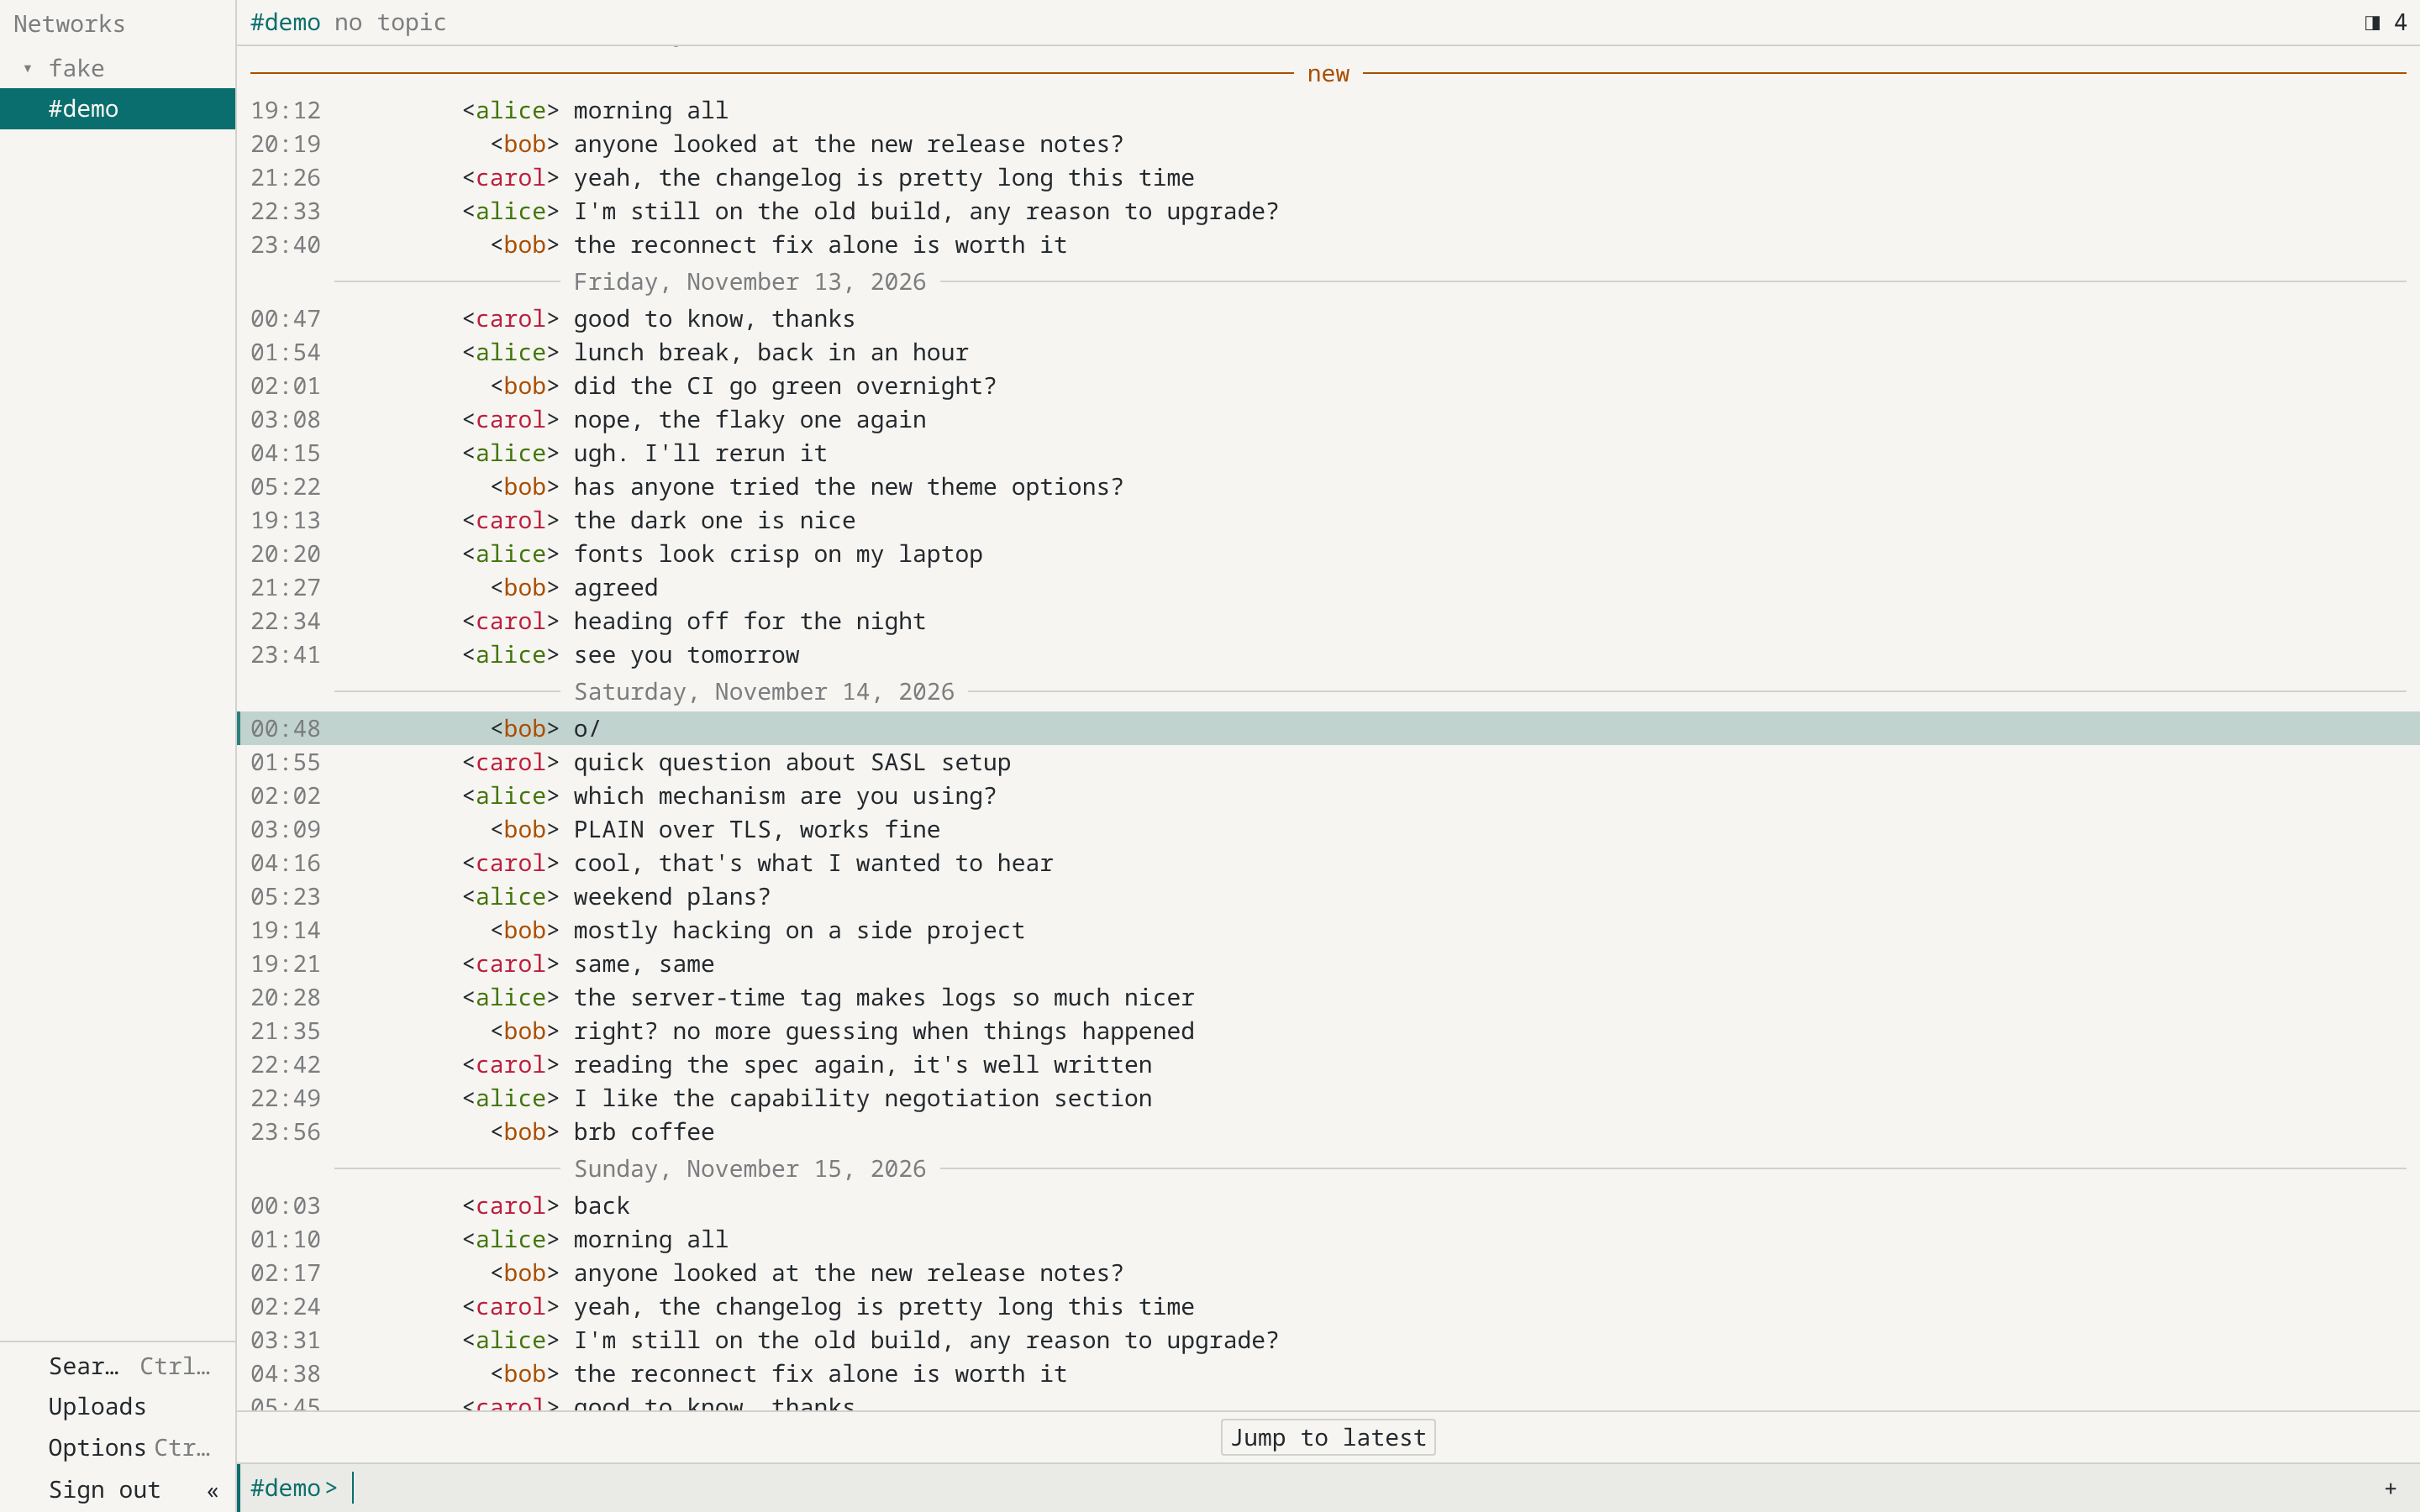 Networks
▾ fake
#demo
Sear… Ctrl…
Uploads
Options Ctr…
Sign out «
#demo no topic
4
new
19:12 <alice> morning all
20:19 <bob> anyone looked at the new release notes?
21:26 <carol> yeah, the changelog is pretty long this time
22:33 <alice> I'm still on the old build, any reason to upgrade?
23:40 <bob> the reconnect fix alone is worth it
Friday, November 13, 2026
00:47 <carol> good to know, thanks
01:54 <alice> lunch break, back in an hour
02:01 <bob> did the CI go green overnight?
03:08 <carol> nope, the flaky one again
04:15 <alice> ugh. I'll rerun it
05:22 <bob> has anyone tried the new theme options?
19:13 <carol> the dark one is nice
20:20 <alice> fonts look crisp on my laptop
21:27 <bob> agreed
22:34 <carol> heading off for the night
23:41 <alice> see you tomorrow
Saturday, November 14, 2026
00:48 <bob> o/
01:55 <carol> quick question about SASL setup
02:02 <alice> which mechanism are you using?
03:09 <bob> PLAIN over TLS, works fine
04:16 <carol> cool, that's what I wanted to hear
05:23 <alice> weekend plans?
19:14 <bob> mostly hacking on a side project
19:21 <carol> same, same
20:28 <alice> the server-time tag makes logs so much nicer
21:35 <bob> right? no more guessing when things happened
22:42 <carol> reading the spec again, it's well written
22:49 <alice> I like the capability negotiation section
23:56 <bob> brb coffee
Sunday, November 15, 2026
00:03 <carol> back
01:10 <alice> morning all
02:17 <bob> anyone looked at the new release notes?
02:24 <carol> yeah, the changelog is pretty long this time
03:31 <alice> I'm still on the old build, any reason to upgrade?
04:38 <bob> the reconnect fix alone is worth it
05:45 <carol> good to know, thanks
Jump to latest
#demo> +